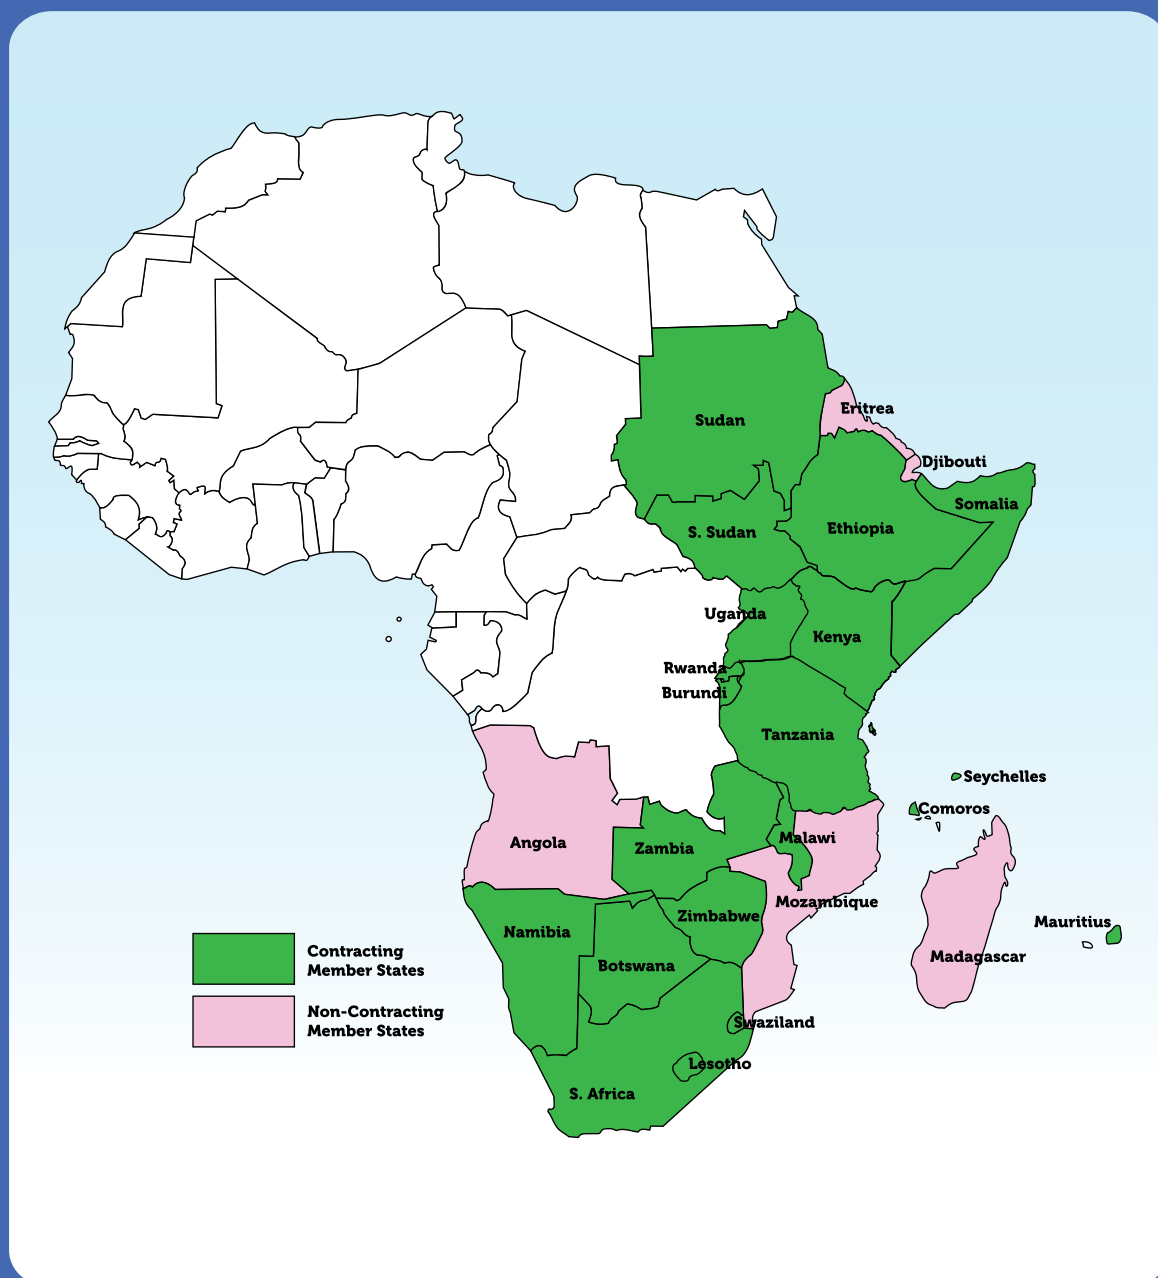 Sudan
Eritrea
Djibouti
Somalia
S. Sudan
Ethiopia
Uganda
Kenya
Rwanda
Burundi
Tanzania
Seychelles
Comoros
Malawi
Angola
Zambia
Mozambique
Zimbabwe
Mauritius
Namibia
Botswana
Madagascar
Contracting
Member States
Non-Contracting
Member States
Swaziland
Lesotho
S. Africa